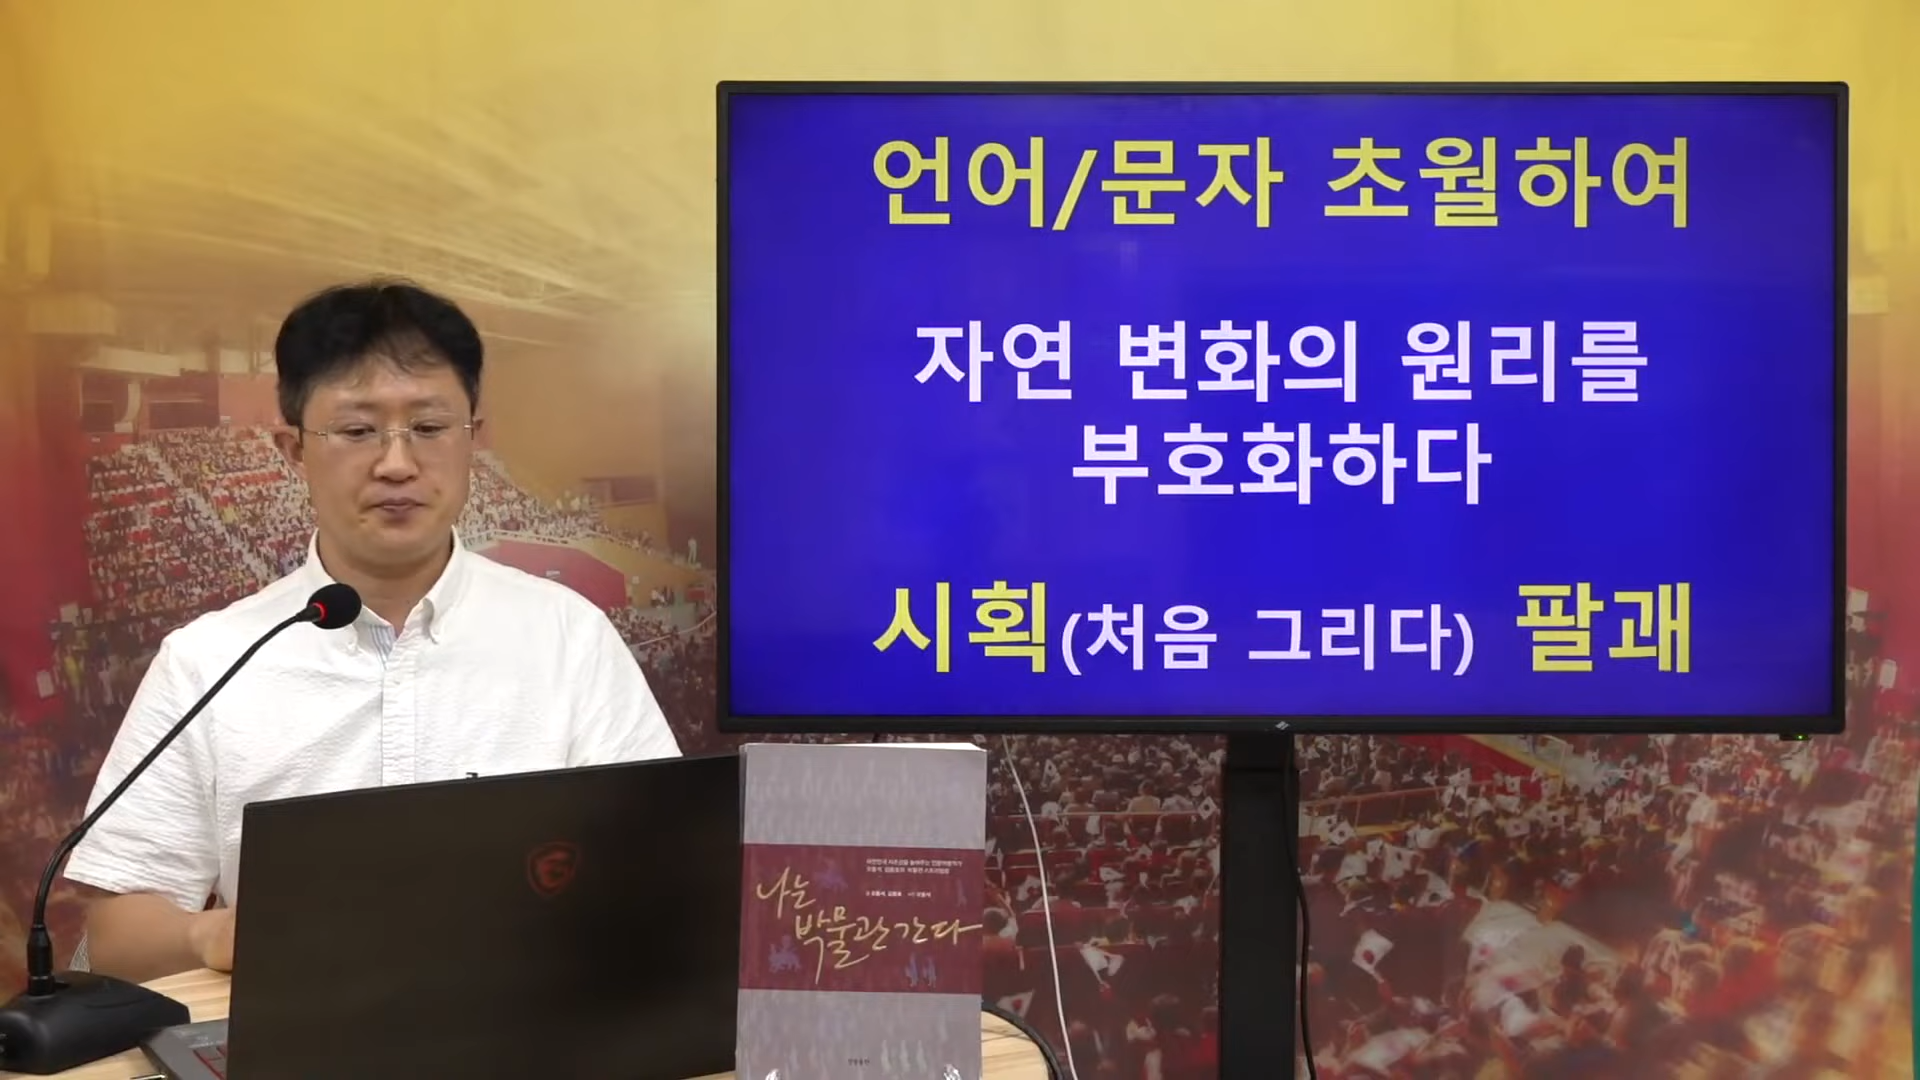 언어/문자 초월하여
자연 변화의 원리를
부호화하다
시획(처음 그리다) 팔괘
나는
박물관 간다